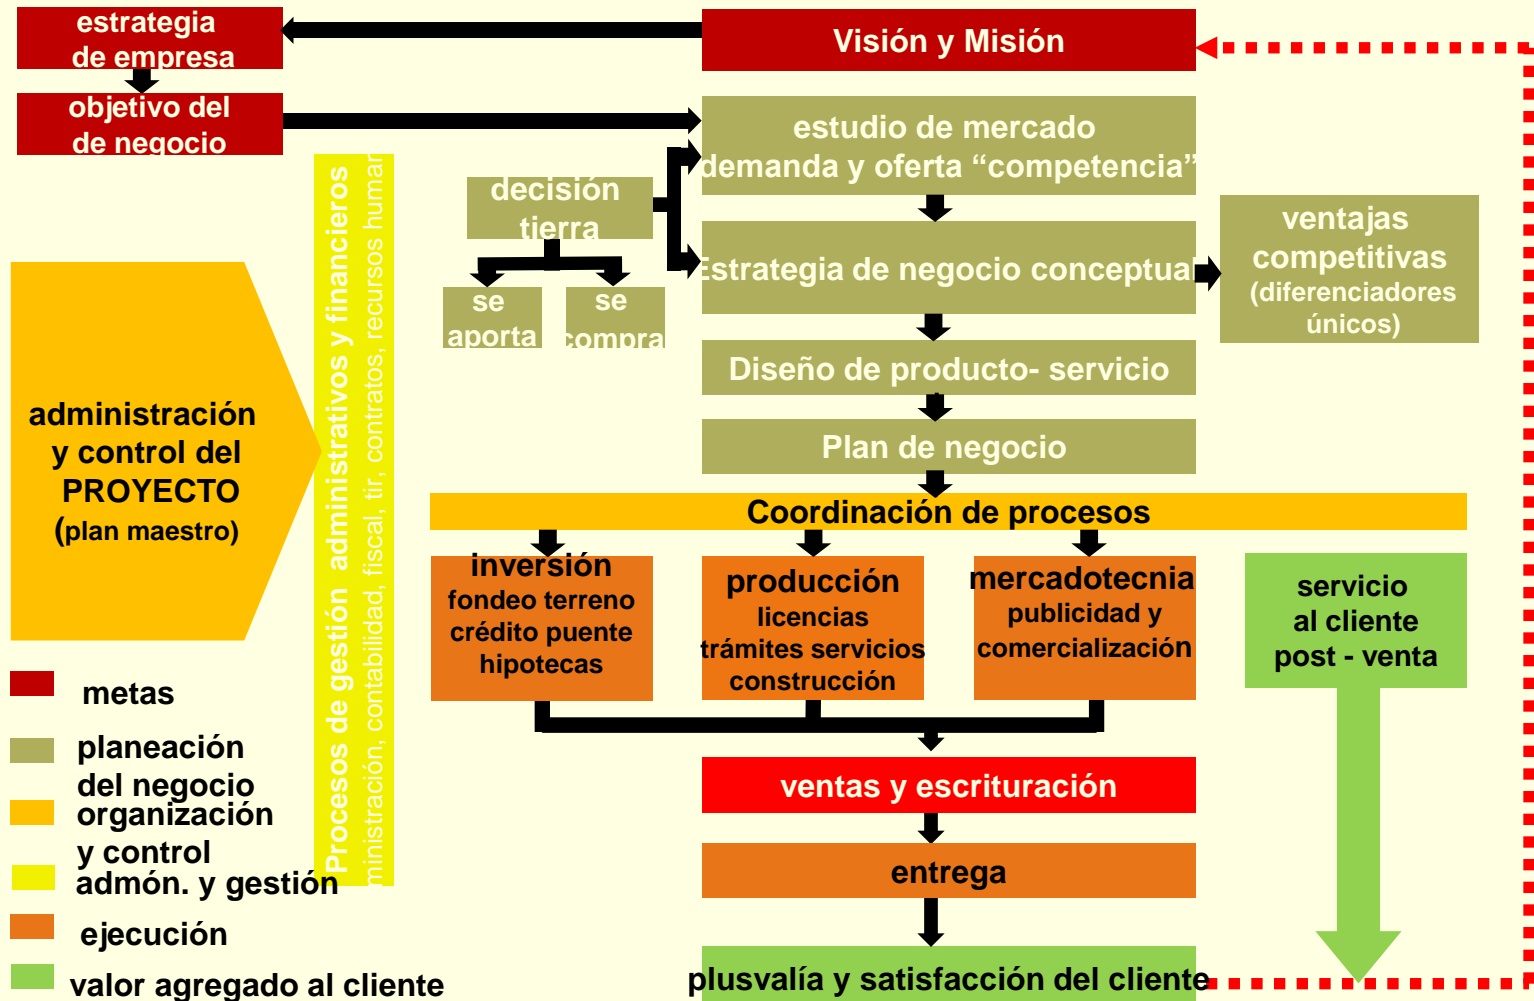 estrategia
de empresa
Visión y Misión
objetivo del
de negocio
estudio de mercado
demanda y oferta “competencia”
decisión
tierra
se
aporta
se
compra
Estrategia de negocio conceptual
ventajas
competitivas
(diferenciadores
únicos)
Diseño de producto- servicio
Plan de negocio
administración
y control del
PROYECTO
(plan maestro)
Procesos de gestión administrativos y financieros
ministración, contabilidad, fiscal, tir, contratos, recursos human
Coordinación de procesos
inversión
fondeo terreno
crédito puente
hipotecas
producción
licencias
trámites servicios
construcción
mercadotecnia
publicidad y
comercialización
servicio
al cliente
post - venta
ventas y escrituración
entrega
plusvalía y satisfacción del cliente
metas
planeación
del negocio
organización
y control
admón. y gestión
ejecución
valor agregado al cliente